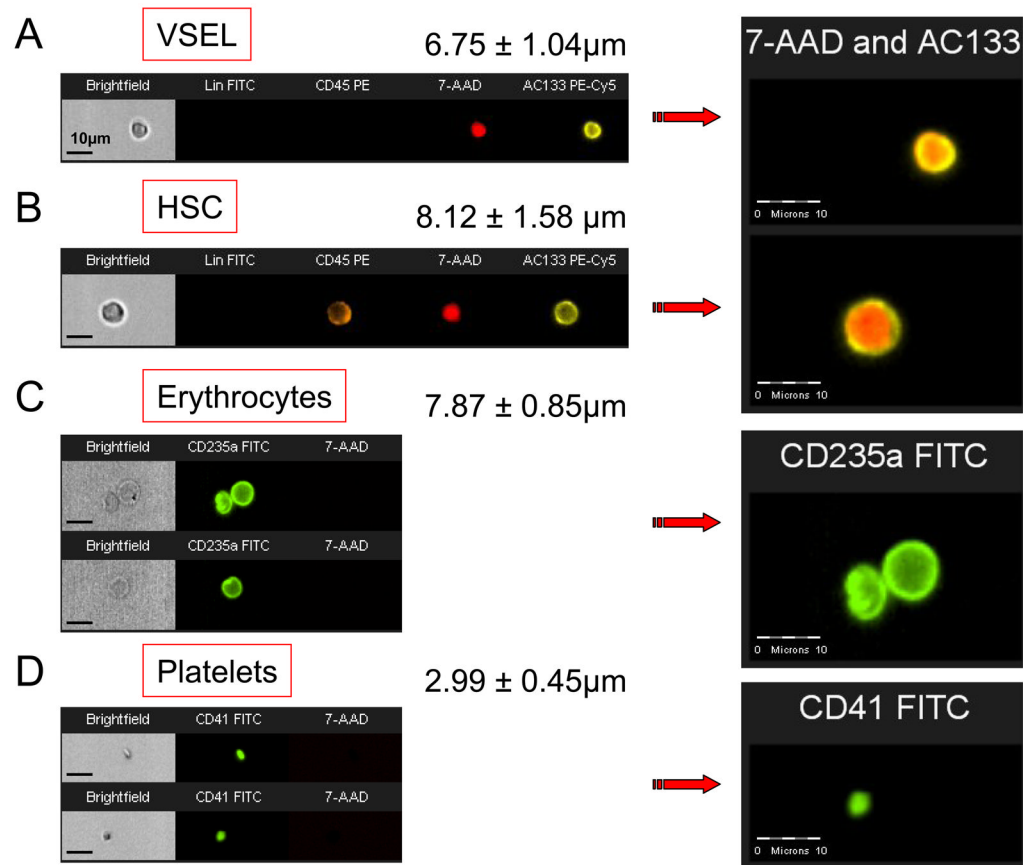 A
VSEL
6.75 ± 1.04µm
Brightfield Lin FITC CD45 PE 7-AAD AC133 PE-Cy5
10µm
7-AAD and AC133
0 Microns 10
B
HSC
8.12 ± 1.58 µm
Brightfield Lin FITC CD45 PE 7-AAD AC133 PE-Cy5
0 Microns 10
C
Erythrocytes
7.87 ± 0.85µm
Brightfield CD235a FITC 7-AAD
Brightfield CD235a FITC 7-AAD
CD235a FITC
0 Microns 10
D
Platelets
2.99 ± 0.45µm
Brightfield CD41 FITC 7-AAD
Brightfield CD41 FITC 7-AAD
CD41 FITC
0 Microns 10